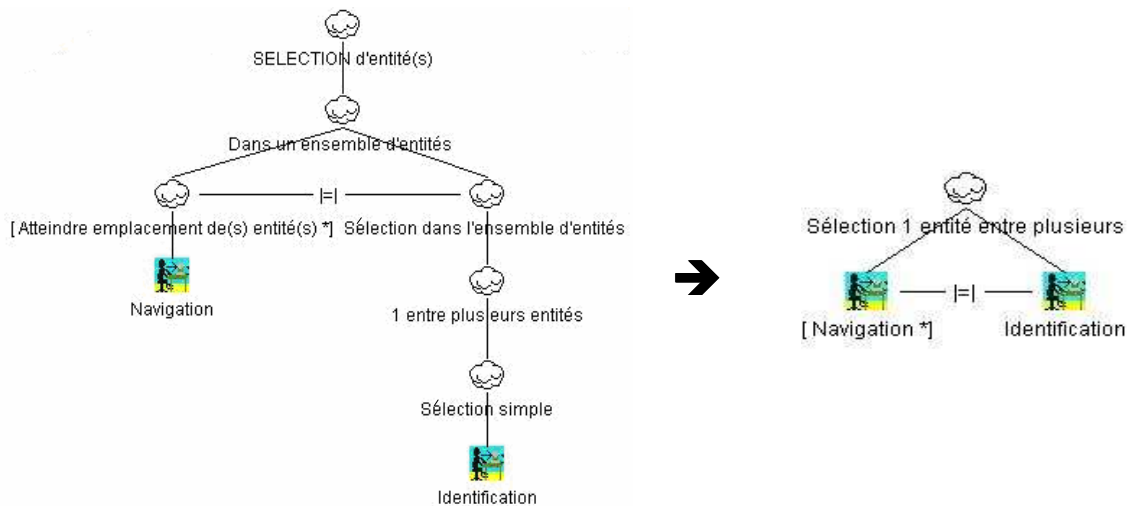 SELECTION d'entité(s)
Dans un ensemble d'entités
|=|
[ Atteindre emplacement de(s) entité(s) *] Sélection dans l'ensemble d'entités
Navigation
1 entre plusieurs entités
Sélection simple
Identification
➔
Sélection 1 entité entre plusieurs
|=|
[ Navigation *] Identification